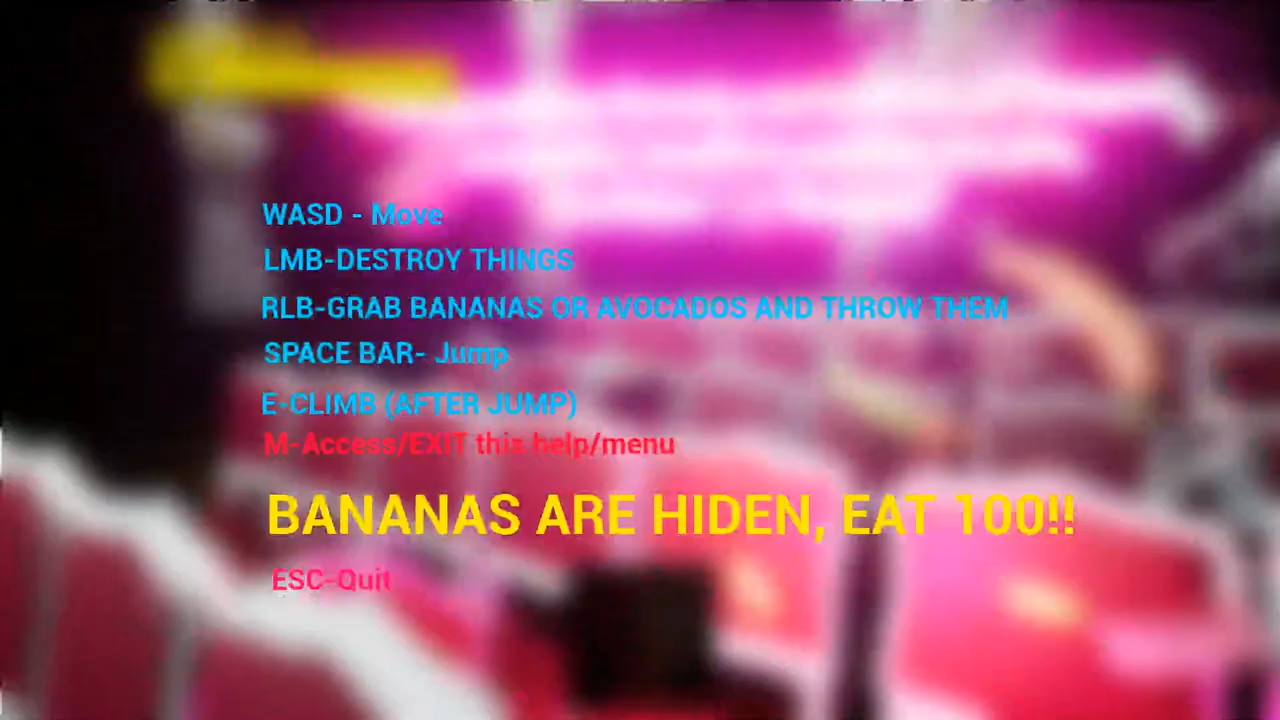 WASD - Move
LMB-DESTROY THINGS
RLB-GRAB BANANAS OR AVOCADOS AND THROW THEM
SPACE BAR- Jump
E-CLIMB (AFTER JUMP)
M-Access/EXIT this help/menu
BANANAS ARE HIDEN, EAT 100!!
ESC-Quit